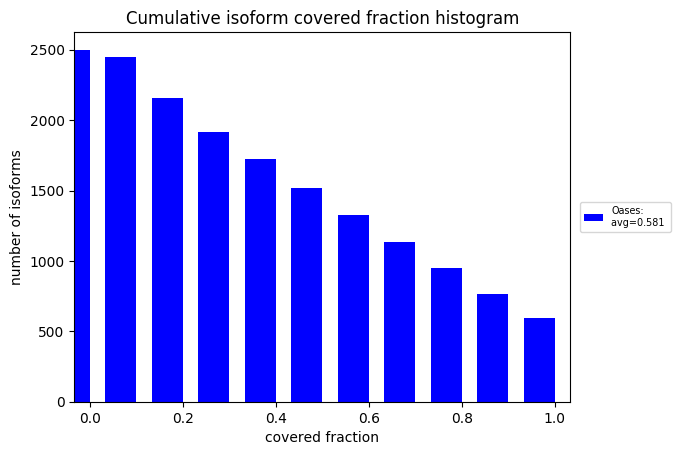 Cumulative isoform covered fraction histogram
number of isoforms
2500
2000
1500
1000
500
0
0.0 0.2 0.4 0.6 0.8 1.0
covered fraction
Oases:
avg=0.581